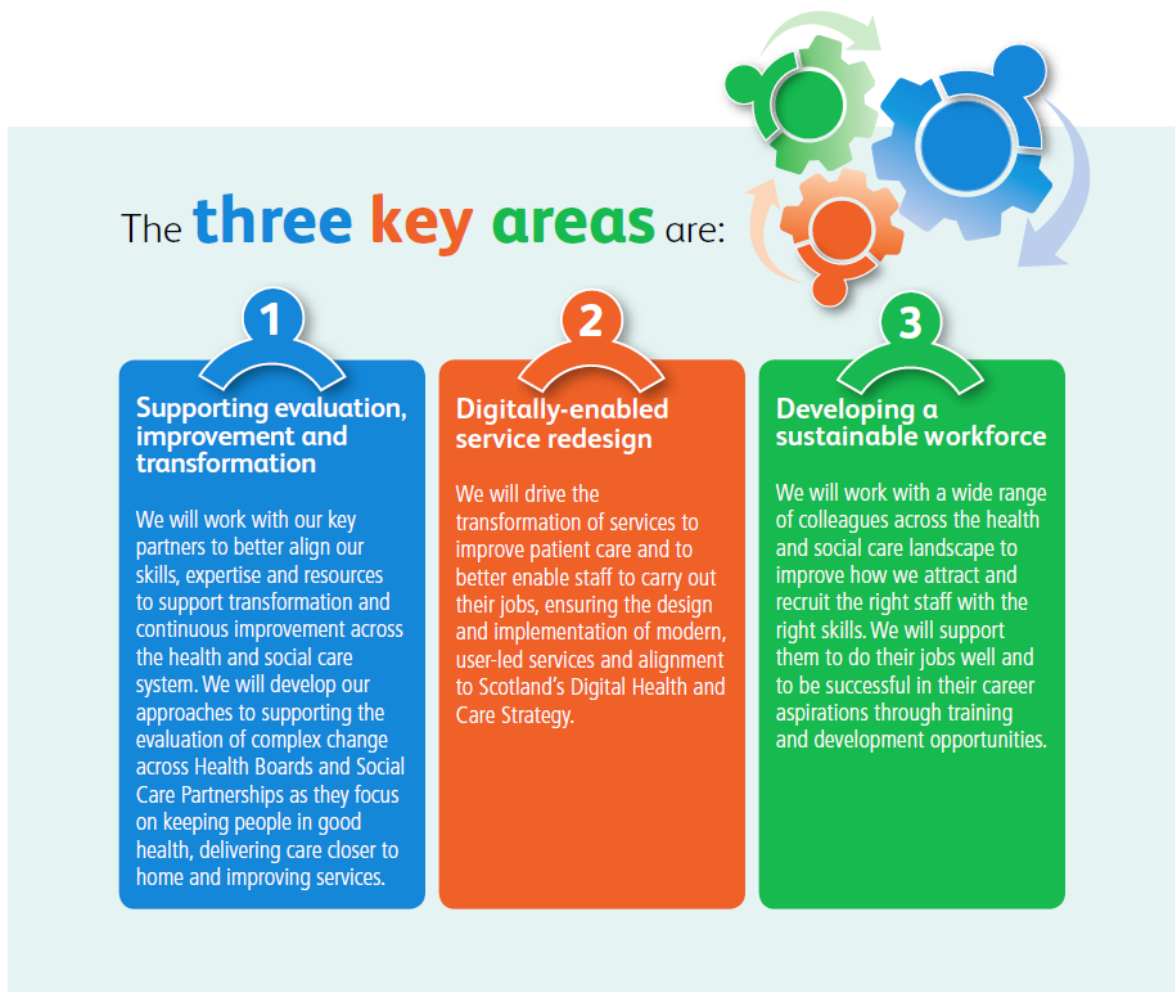 The three key areas are:
1
Supporting evaluation,
improvement and
transformation
We will work with our key
partners to better align our
skills, expertise and resources
to support transformation and
continuous improvement across
the health and social care
system. We will develop our
approaches to supporting the
evaluation of complex change
across Health Boards and Social
Care Partnerships as they focus
on keeping people in good
health, delivering care closer to
home and improving services.
2
Digitally-enabled
service redesign
We will drive the
transformation of services to
improve patient care and to
better enable staff to carry out
their jobs, ensuring the design
and implementation of modern,
user-led services and alignment
to Scotland’s Digital Health and
Care Strategy.
3
Developing a
sustainable workforce
We will work with a wide range
of colleagues across the health
and social care landscape to
improve how we attract and
recruit the right staff with the
right skills. We will support
them to do their jobs well and
to be successful in their career
aspirations through training
and development opportunities.